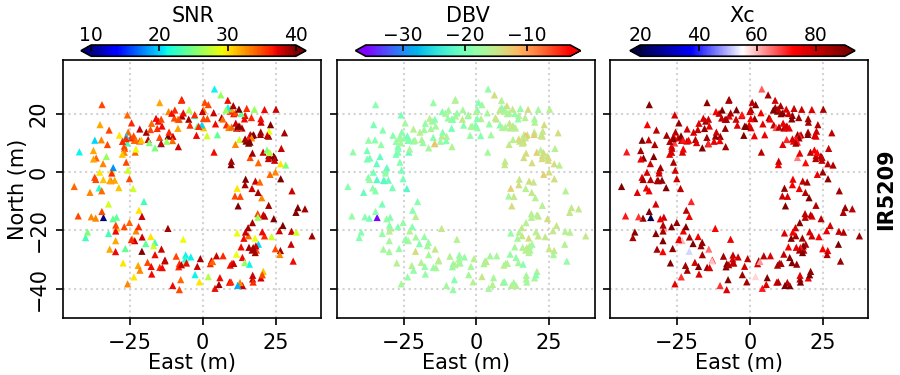 SNR DBV Xc
10 20 30 40 −30 −20 −10 20 40 60 80
20
0
−20
−40
North (m)
−25 0 25 −25 0 25 −25 0 25
East (m) East (m) East (m)
IR5209